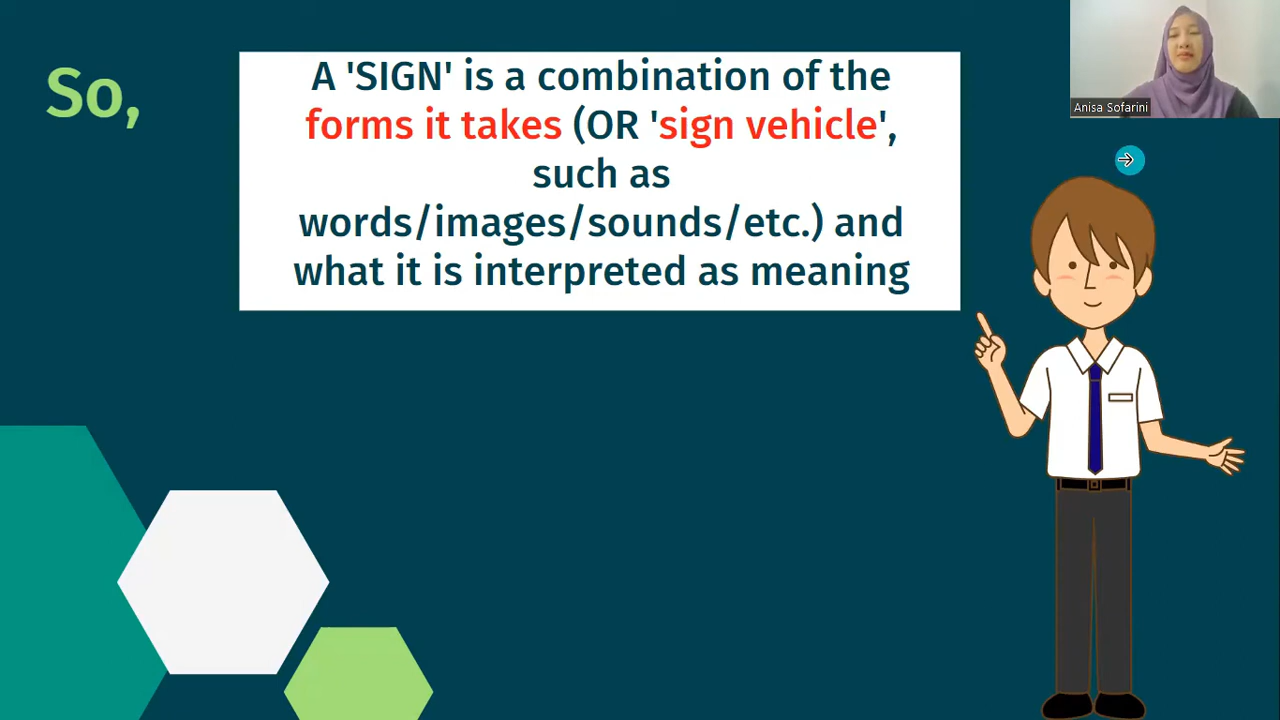 So,
A 'SIGN' is a combination of the
forms it takes (OR 'sign vehicle',
such as
words/images/sounds/etc.) and
what it is interpreted as meaning
Anisa Sofarini